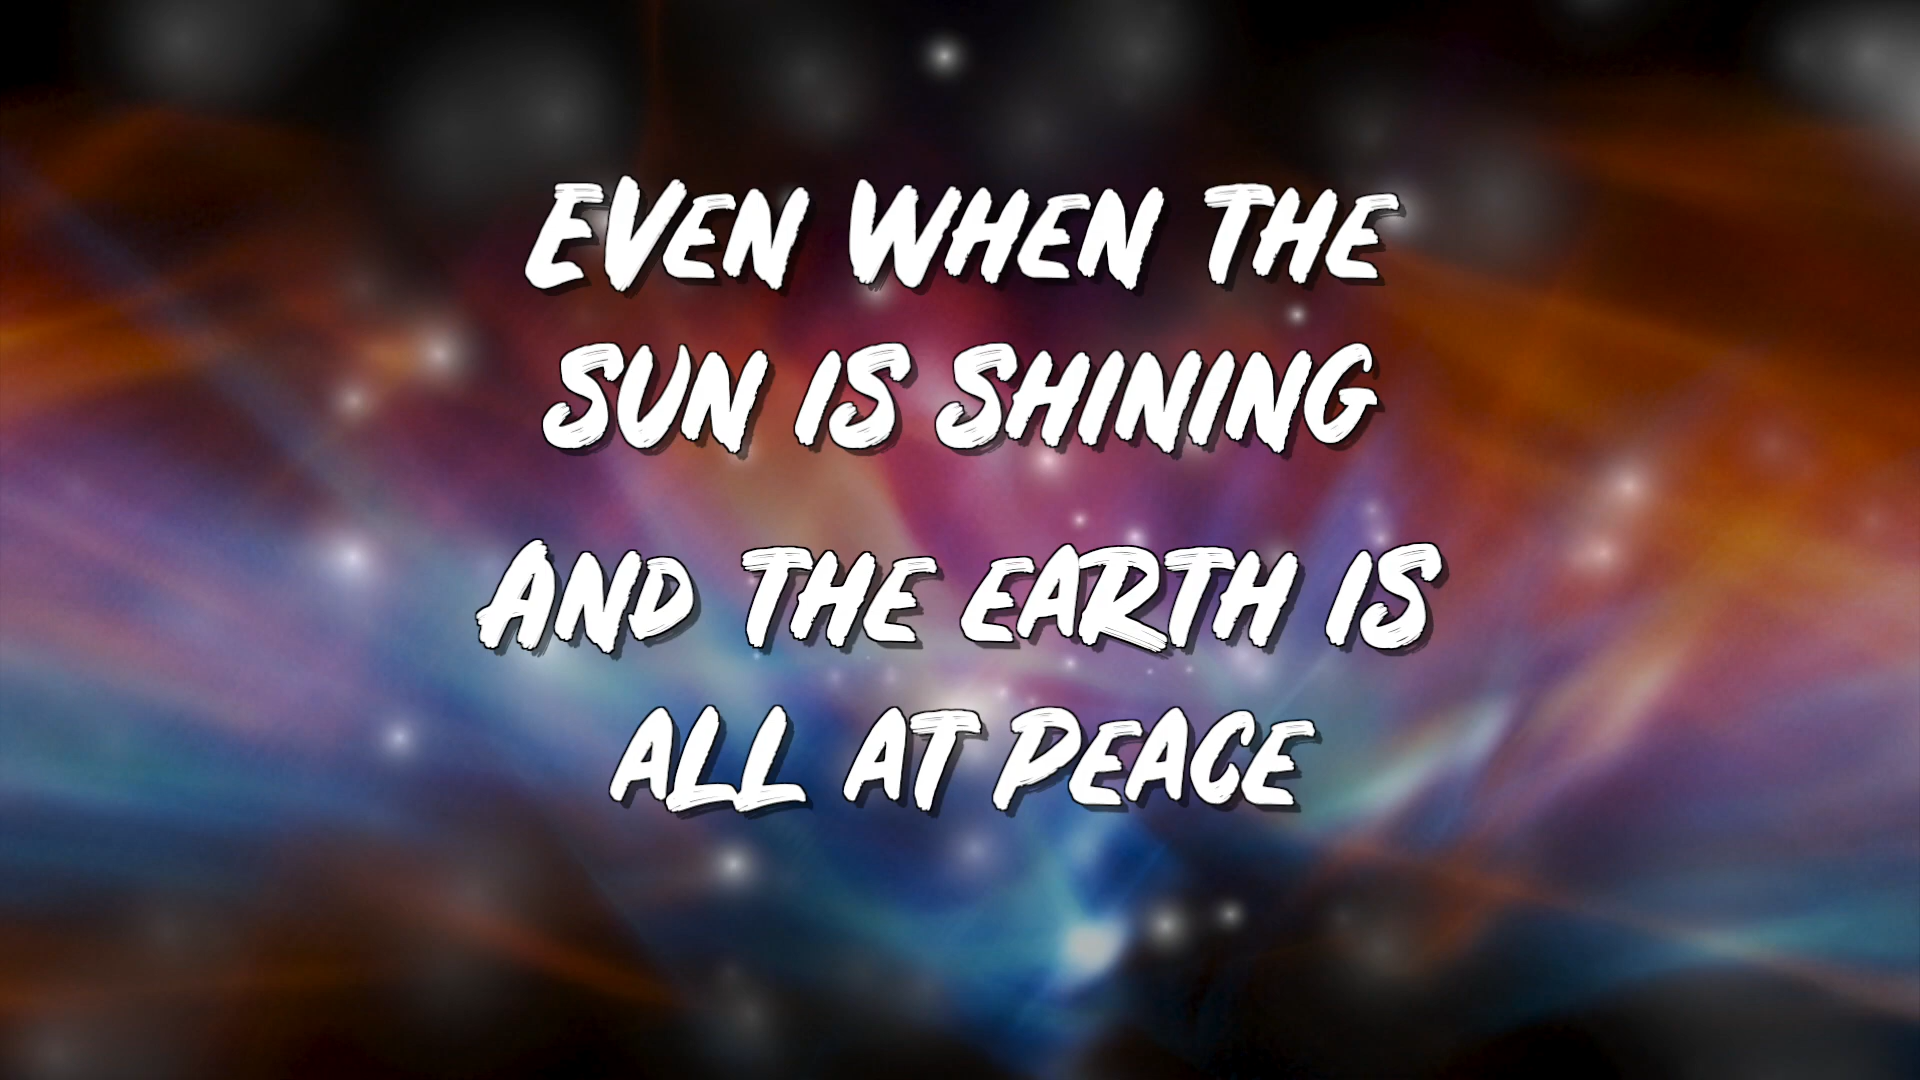 EVEN WHEN THE
SUN IS SHINING
AND THE EARTH IS
ALL AT PEACE